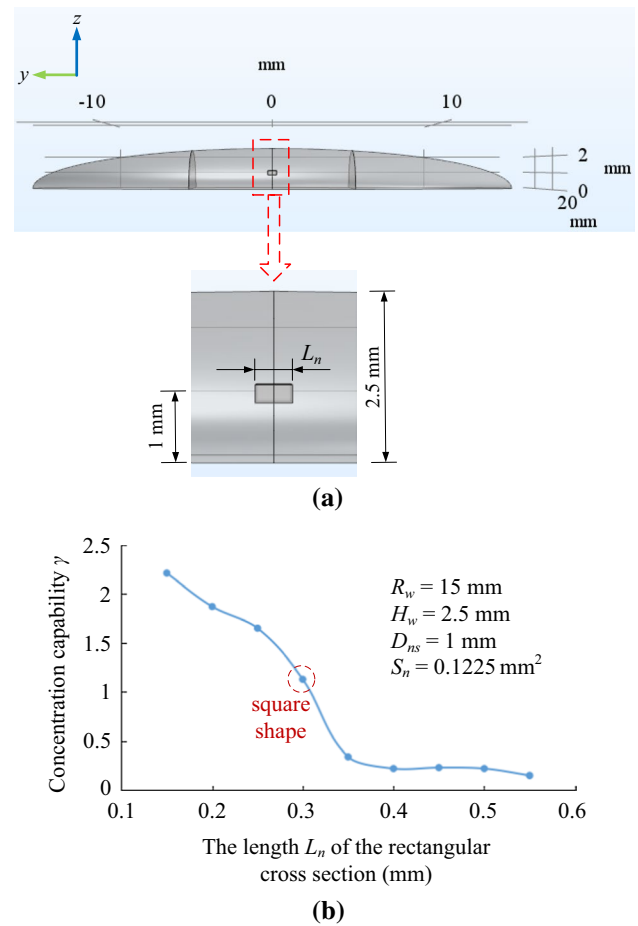 z
y
mm
-10
0
10
2
mm
0
20
mm
Lₙ
1 mm
2.5 mm
(a)
Concentration capability γ
2.5
2
1.5
1
0.5
0
R_w = 15 mm
H_w = 2.5 mm
D_ns = 1 mm
S_n = 0.1225 mm²
square
shape
0.1
0.2
0.3
0.4
0.5
0.6
The length Lₙ of the rectangular
cross section (mm)
(b)